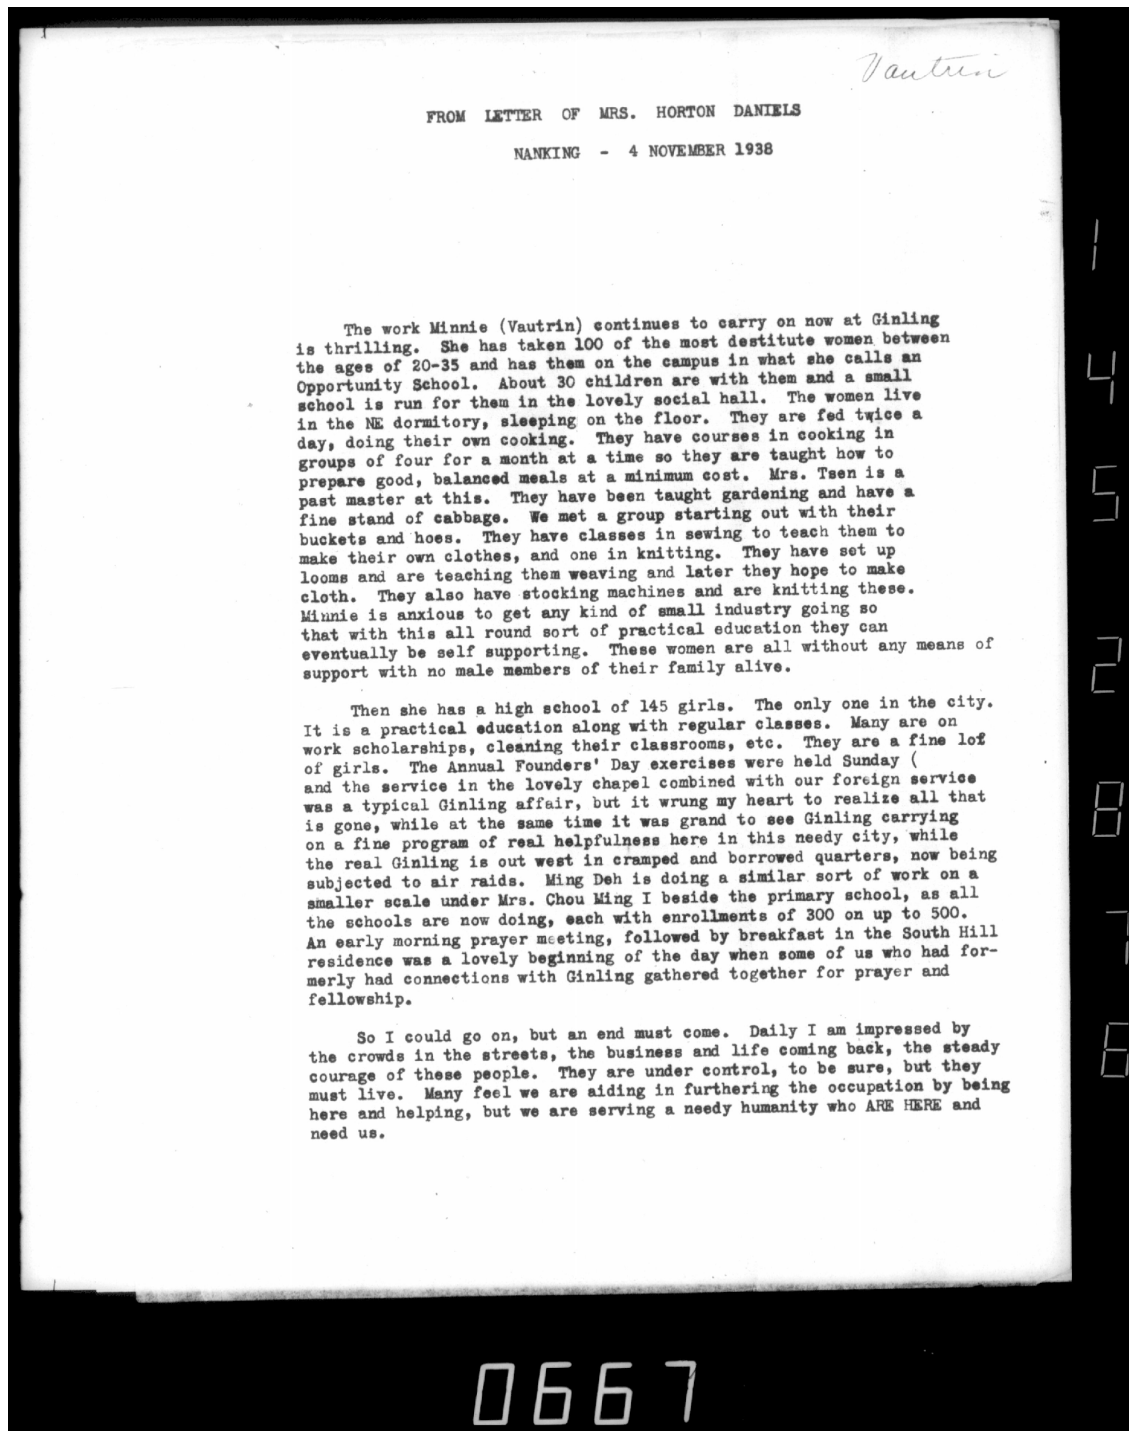 Vautrin
FROM LETTER OF MRS. HORTON DANIELS
NANKING - 4 NOVEMBER 1938
The work Minnie (Vautrin) continues to carry on now at Ginling
is thrilling. She has taken 100 of the most destitute women between
the ages of 20-35 and has them on the campus in what she calls an
Opportunity School. About 30 children are with them and a small
school is run for them in the lovely social hall. The women live
in the NE dormitory, sleeping on the floor. They are fed twice a
day, doing their own cooking. They have courses in cooking in
groups of four for a month at a time so they are taught how to
prepare good, balanced meals at a minimum cost. Mrs. Tsen is a
past master at this. They have been taught gardening and have a
fine stand of cabbage. We met a group starting out with their
buckets and hoes. They have classes in sewing to teach them to
make their own clothes, and one in knitting. They have set up
looms and are teaching them weaving and later they hope to make
cloth. They also have stocking machines and are knitting these.
Minnie is anxious to get any kind of small industry going so
that with this all round sort of practical education they can
eventually be self supporting. These women are all without any means of
support with no male members of their family alive.
Then she has a high school of 145 girls. The only one in the city.
It is a practical education along with regular classes. Many are on
work scholarships, cleaning their classrooms, etc. They are a fine lot
of girls. The Annual Founders' Day exercises were held Sunday (
and the service in the lovely chapel combined with our foreign service
was a typical Ginling affair, but it wrung my heart to realize all that
is gone, while at the same time it was grand to see Ginling carrying
on a fine program of real helpfulness here in this needy city, while
the real Ginling is out west in cramped and borrowed quarters, now being
subjected to air raids. Ming Deh is doing a similar sort of work on a
smaller scale under Mrs. Chou Ming I beside the primary school, as all
the schools are now doing, each with enrollments of 300 on up to 500.
An early morning prayer meeting, followed by breakfast in the South Hill
residence was a lovely beginning of the day when some of us who had for-
merly had connections with Ginling gathered together for prayer and
fellowship.
So I could go on, but an end must come. Daily I am impressed by
the crowds in the streets, the business and life coming back, the steady
courage of these people. They are under control, to be sure, but they
must live. Many feel we are aiding in furthering the occupation by being
here and helping, but we are serving a needy humanity who ARE HERE and
need us.
1
4
5
2
8
7
6
0667